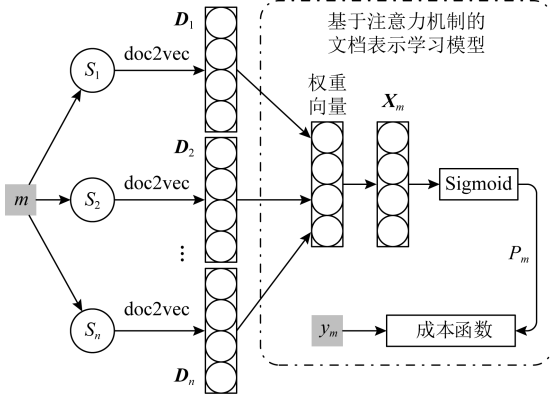 D1
基于注意力机制的
文档表示学习模型
S1
doc2vec
权重
向量
Xm
D2
m
S2
doc2vec
Sigmoid
⋮
Pm
Sn
doc2vec
ym
成本函数
Dn